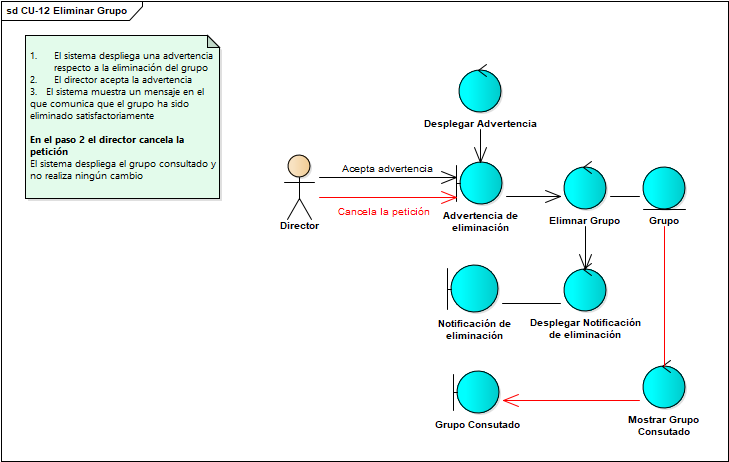 sd CU-12 Eliminar Grupo
1. El sistema despliega una advertencia
respecto a la eliminación del grupo
2. El director acepta la advertencia
3. El sistema muestra un mensaje en el
que comunica que el grupo ha sido
eliminado satisfactoriamente
En el paso 2 el director cancela la
petición
El sistema despliega el grupo consultado y
no realiza ningún cambio
Desplegar Advertencia
Acepta advertencia
Cancela la petición
Director
Advertencia de
eliminación
Elimnar Grupo
Grupo
Notificación de
eliminación
Desplegar Notificación
de eliminación
Grupo Consutado
Mostrar Grupo
Consutado